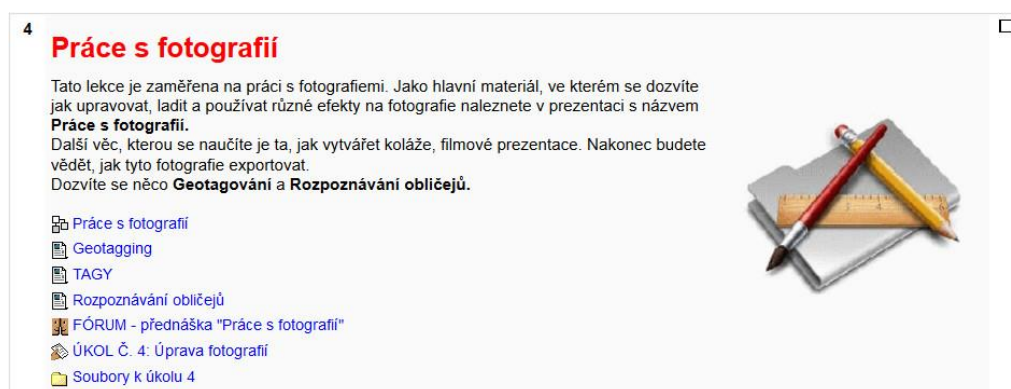 4
Práce s fotografií
Tato lekce je zaměřena na práci s fotografiemi. Jako hlavní materiál, ve kterém se dozvíte
jak upravovat, ladit a používat různé efekty na fotografie naleznete v prezentaci s názvem
Práce s fotografií.
Další věc, kterou se naučíte je ta, jak vytvářet koláže, filmové prezentace. Nakonec budete
vědět, jak tyto fotografie exportovat.
Dozvíte se něco Geotagování a Rozpoznávání obličejů.
Práce s fotografií
Geotagging
TAGY
Rozpoznávání obličejů
FÓRUM - přednáška "Práce s fotografií"
ÚKOL Č. 4: Úprava fotografií
Soubory k úkolu 4